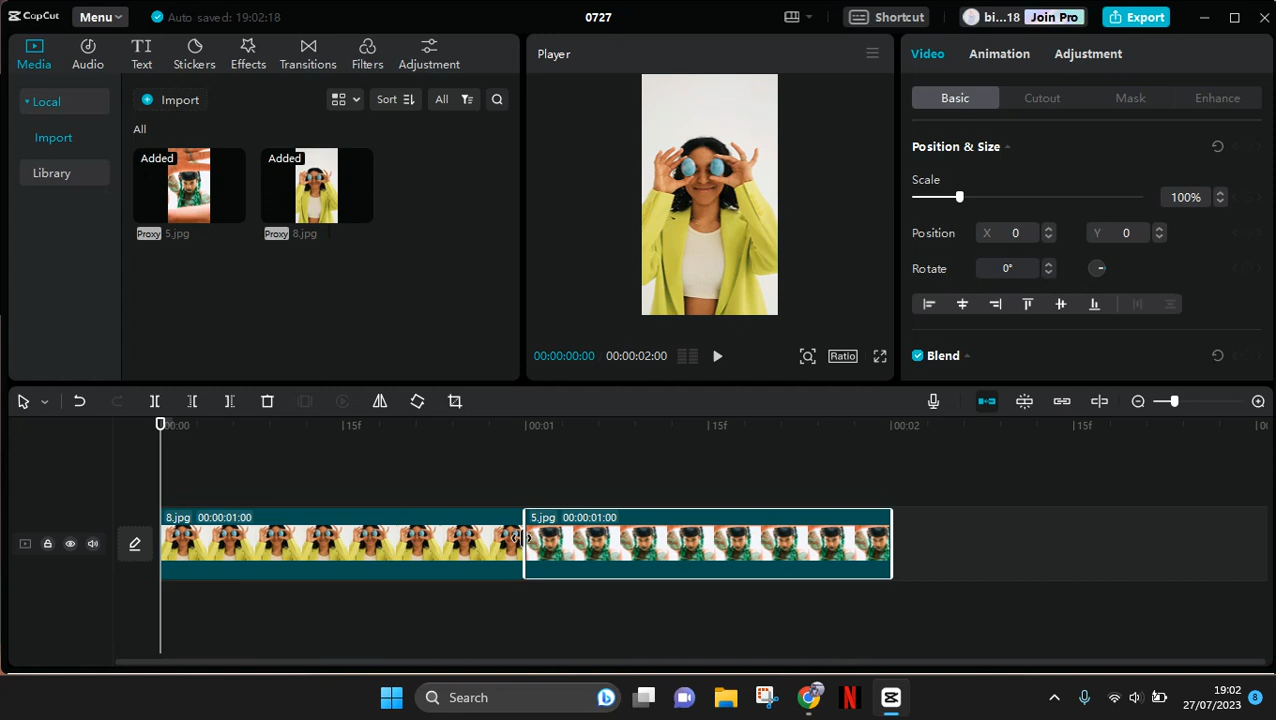 CapCut Menu Auto saved: 19:02:18 0727 Shortcut bi...18 Join Pro Export
Media Audio Text Stickers Effects Transitions Filters Adjustment
Player
Video Animation Adjustment
Local
Import
Library
Import Sort All
All
Added
Added
Proxy 5.jpg
Proxy 8.jpg
00:00:00:00 00:00:02:00 Ratio
Basic Cutout Mask Enhance
Position & Size
Scale
100%
Position X 0 Y 0
Rotate 0°
Blend
00:00 15f 00:01 15f 00:02 15f
8.jpg 00:00:01:00
5.jpg 00:00:01:00
Search
19:02
27/07/2023
8